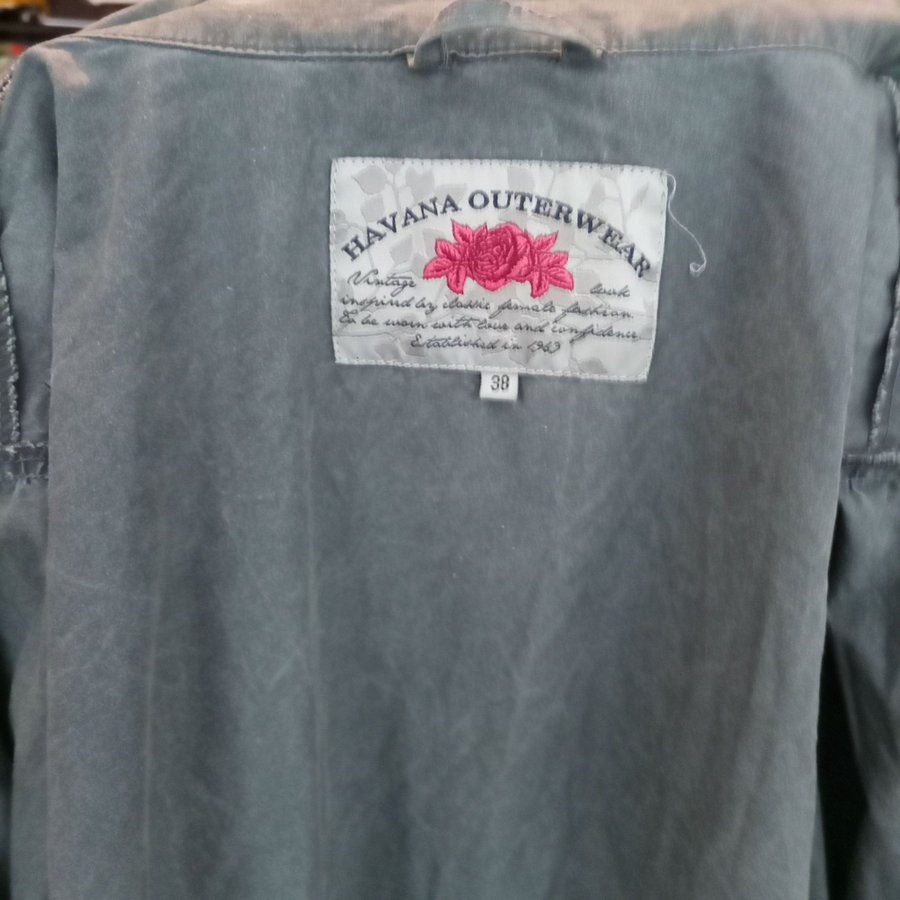 HAVANA OUTERWEAR
Vintage look
inspired by classic female fashion
to be worn with love and confidence
Established in 1963
38